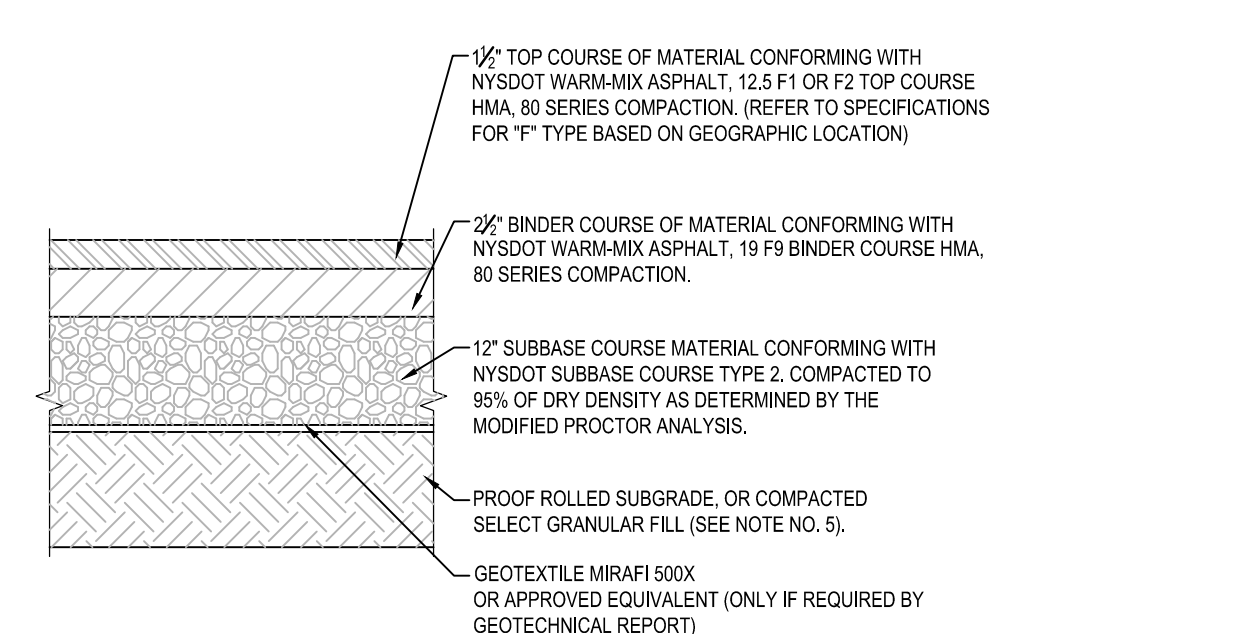 1½" TOP COURSE OF MATERIAL CONFORMING WITH
NYSDOT WARM-MIX ASPHALT, 12.5 F1 OR F2 TOP COURSE
HMA, 80 SERIES COMPACTION. (REFER TO SPECIFICATIONS
FOR "F" TYPE BASED ON GEOGRAPHIC LOCATION)
2½" BINDER COURSE OF MATERIAL CONFORMING WITH
NYSDOT WARM-MIX ASPHALT, 19 F9 BINDER COURSE HMA,
80 SERIES COMPACTION.
12" SUBBASE COURSE MATERIAL CONFORMING WITH
NYSDOT SUBBASE COURSE TYPE 2. COMPACTED TO
95% OF DRY DENSITY AS DETERMINED BY THE
MODIFIED PROCTOR ANALYSIS.
PROOF ROLLED SUBGRADE, OR COMPACTED
SELECT GRANULAR FILL (SEE NOTE NO. 5).
GEOTEXTILE MIRAFI 500X
OR APPROVED EQUIVALENT (ONLY IF REQUIRED BY
GEOTECHNICAL REPORT)